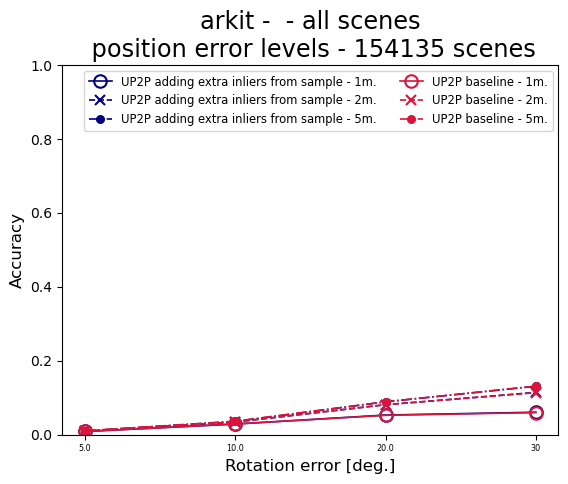 arkit -  - all scenes
position error levels - 154135 scenes
UP2P adding extra inliers from sample - 1m.
UP2P adding extra inliers from sample - 2m.
UP2P adding extra inliers from sample - 5m.
UP2P baseline - 1m.
UP2P baseline - 2m.
UP2P baseline - 5m.
Accuracy
1.0
0.8
0.6
0.4
0.2
0.0
5.0 10.0 20.0 30
Rotation error [deg.]